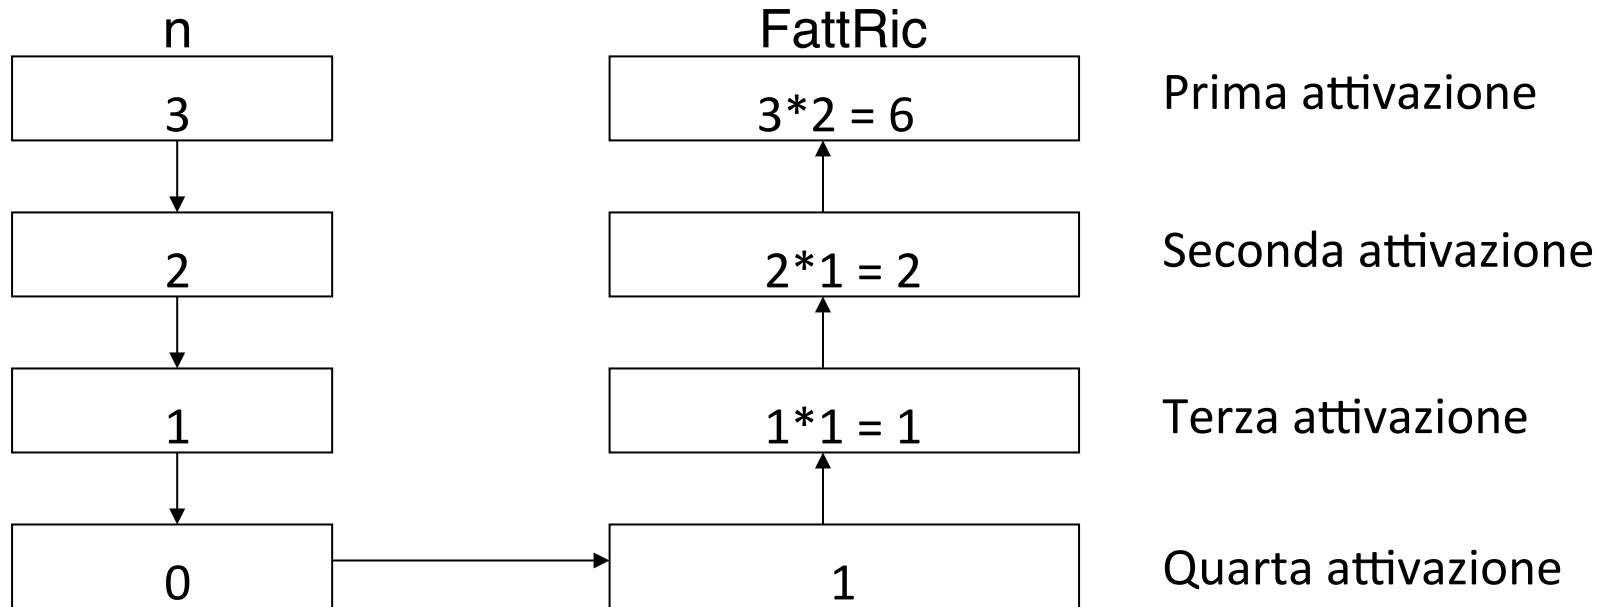 n FattRic
3 3*2 = 6 Prima attivazione
2 2*1 = 2 Seconda attivazione
1 1*1 = 1 Terza attivazione
0 1 Quarta attivazione